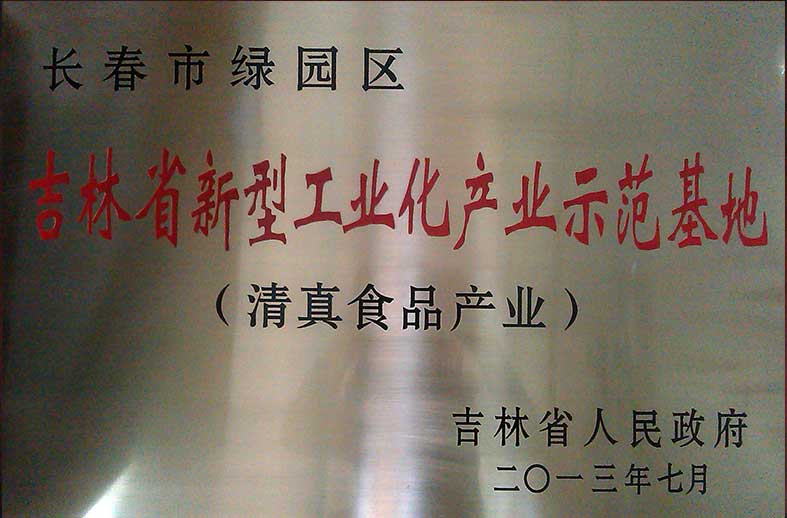 长春市绿园区
吉林省新型工业化产业示范基地
（清真食品产业）
吉林省人民政府
二〇一三年七月